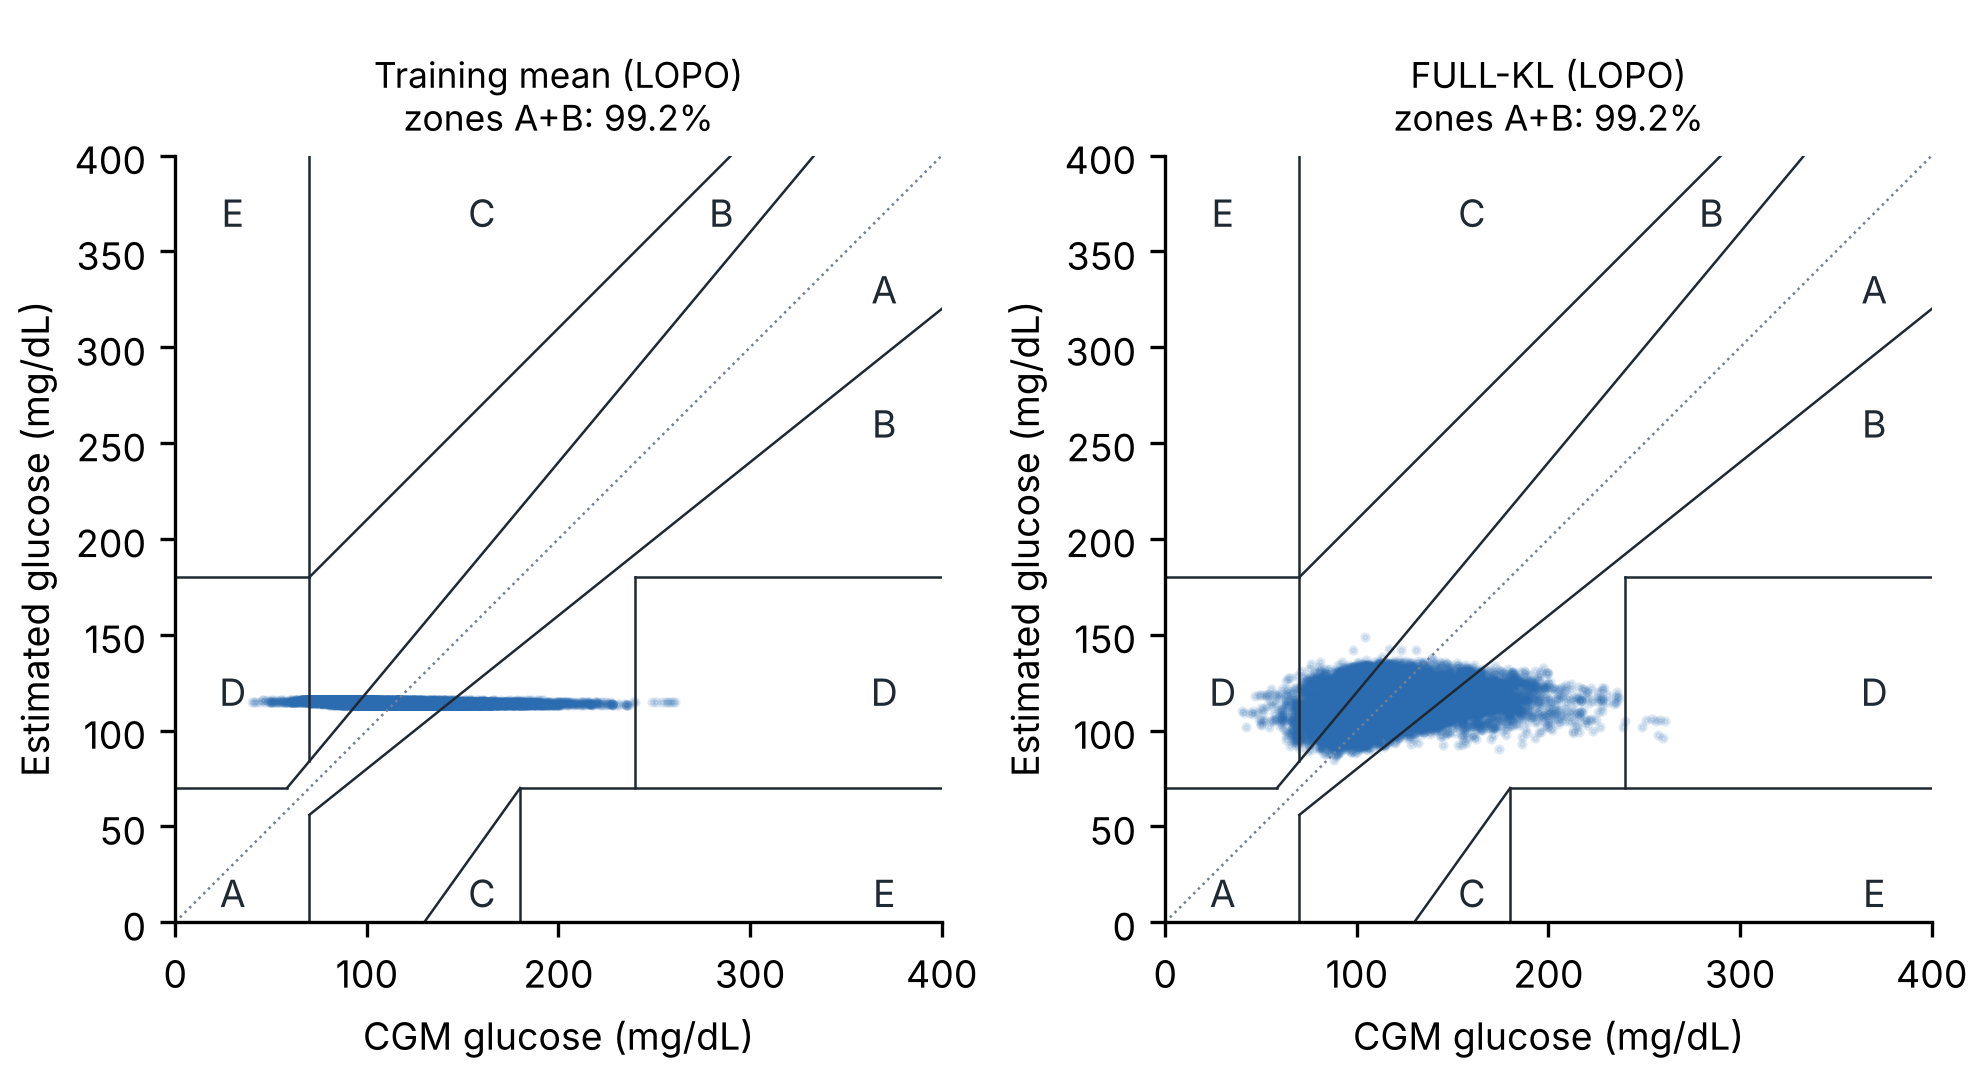 Training mean (LOPO)
zones A+B: 99.2%
400
350
300
250
200
150
100
50
0
Estimated glucose (mg/dL)
E
C
B
A
B
D
D
A
C
E
0
100
200
300
400
CGM glucose (mg/dL)
FULL-KL (LOPO)
zones A+B: 99.2%
400
350
300
250
200
150
100
50
0
Estimated glucose (mg/dL)
E
C
B
A
B
D
D
A
C
E
0
100
200
300
400
CGM glucose (mg/dL)